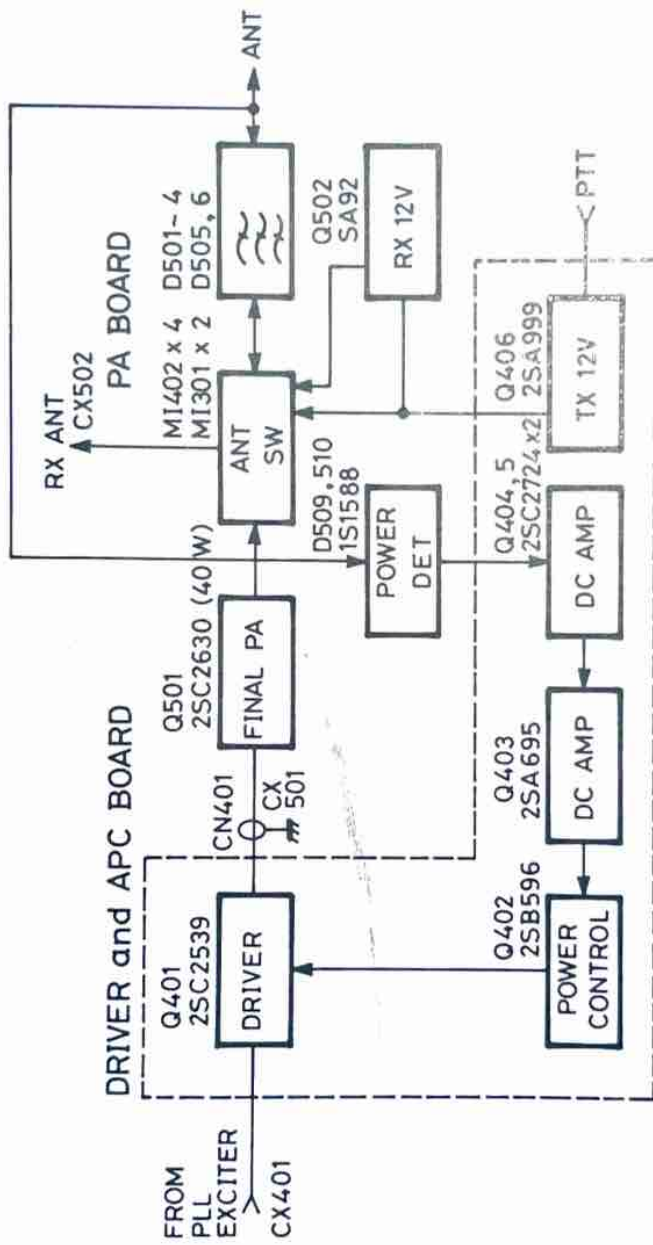 DRIVER and APC BOARD
PA BOARD
FROM
PLL
EXCITER
CX401
Q401
2SC2539
DRIVER
CN401
CX
501
Q501
2SC2630 (40W)
FINAL PA
RX ANT
CX502
MI402 x 4
MI301 x 2
ANT
SW
D501~4
D505, 6
ANT
D509, 510
1S1588
POWER
DET
Q502
SA92
RX 12V
Q402
2SB596
POWER
CONTROL
Q403
2SA695
DC AMP
Q404, 5
2SC2724x2
DC AMP
Q406
2SA999
TX 12V
PTT